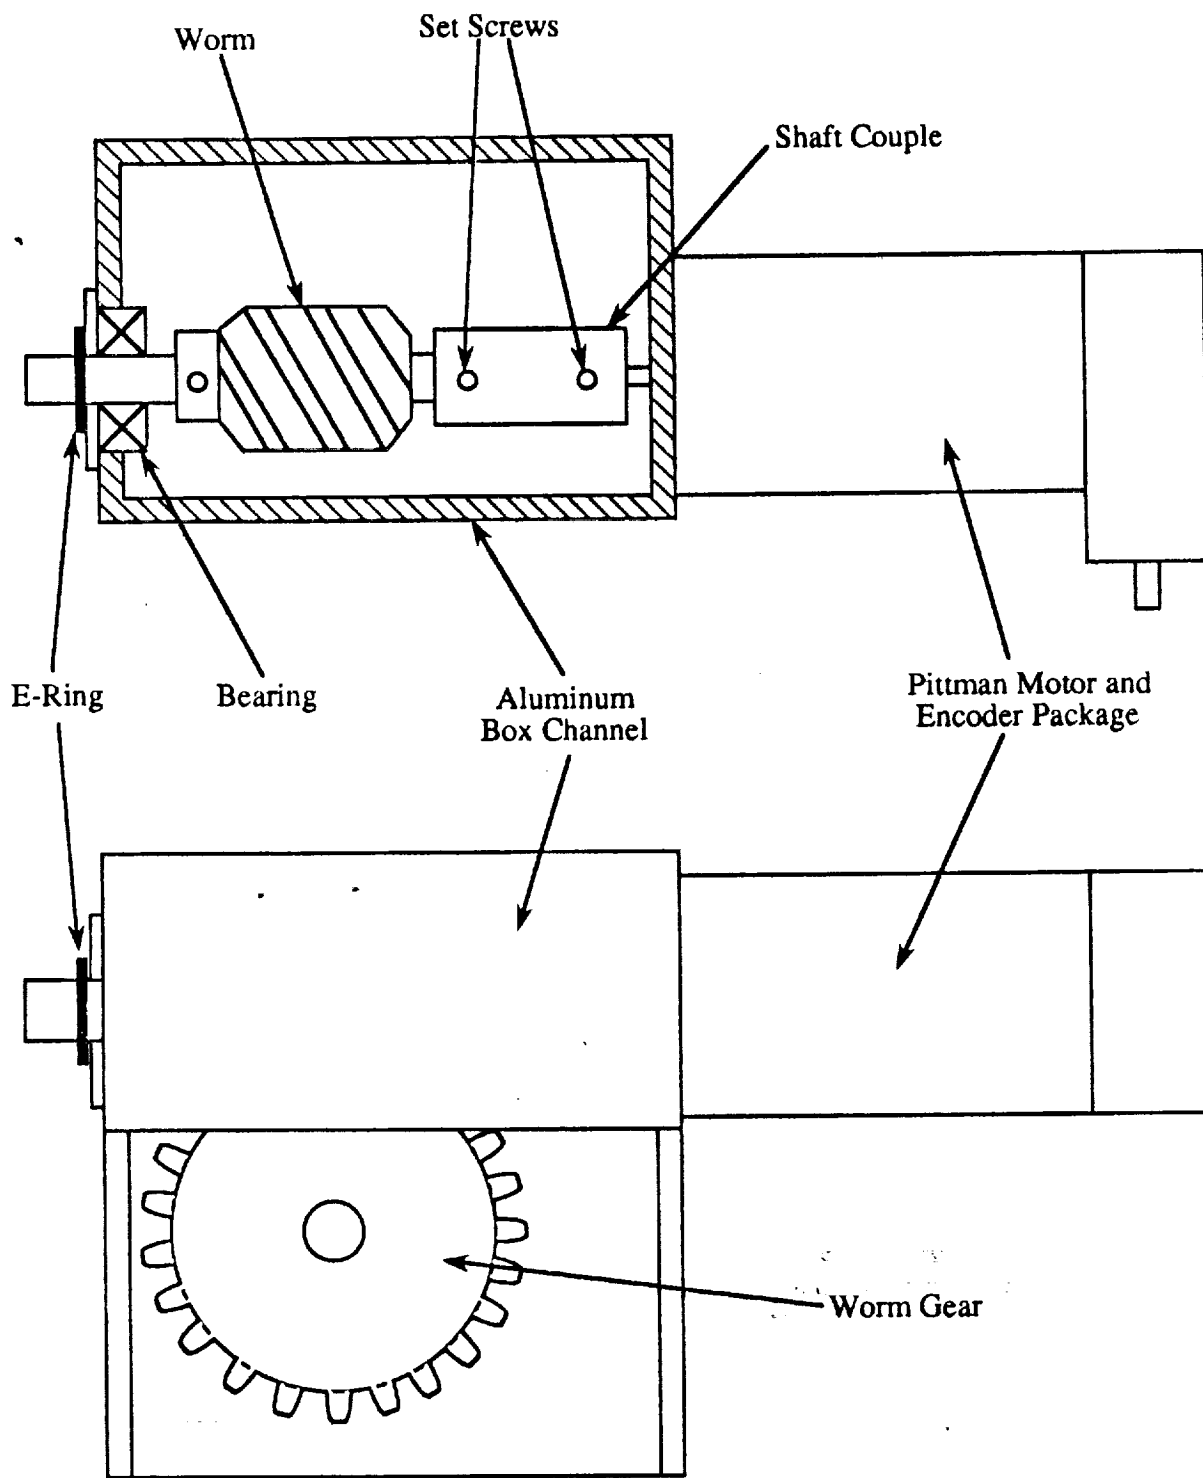 Worm
Set Screws
Shaft Couple
E-Ring
Bearing
Aluminum
Box Channel
Pittman Motor and
Encoder Package
Worm Gear